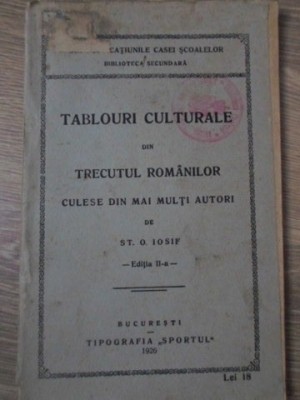 CAȚIUNILE CASEI ȘCOALELOR
BIBLIOTECA SECUNDARĂ
TABLOURI CULTURALE
DIN
TRECUTUL ROMÂNILOR
CULESE DIN MAI MULȚI AUTORI
DE
ST. O. IOSIF
— Ediția II-a —
BUCUREȘTI
TIPOGRAFIA „SPORTUL"
Lei 18